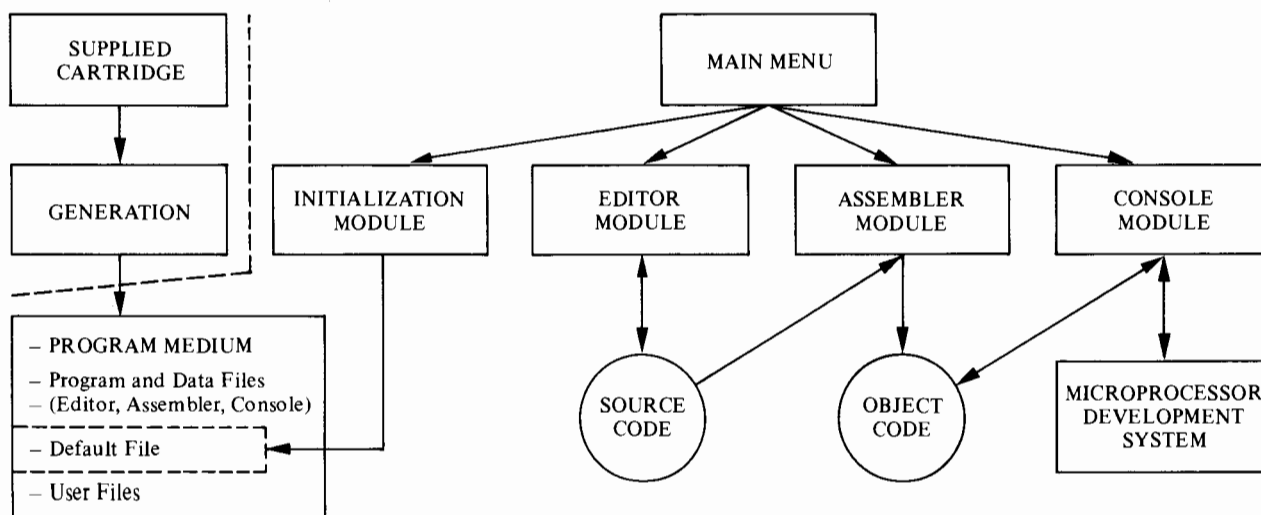 SUPPLIED
CARTRIDGE
MAIN MENU
GENERATION
INITIALIZATION
MODULE
EDITOR
MODULE
ASSEMBLER
MODULE
CONSOLE
MODULE
– PROGRAM MEDIUM
– Program and Data Files
– (Editor, Assembler, Console)
– Default File
– User Files
SOURCE
CODE
OBJECT
CODE
MICROPROCESSOR
DEVELOPMENT
SYSTEM